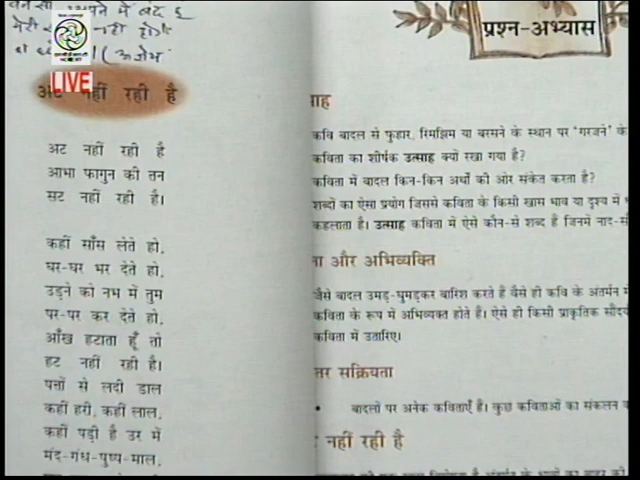 LIVE
अट नहीं रही है
अट नहीं रही है
आभा फागुन की तन
सट नहीं रही है।
कहीं साँस लेते हो,
घर-घर भर देते हो,
उड़ने को नभ में तुम
पर-पर कर देते हो,
आँख हटाता हूँ तो
हट नहीं रही है।
पत्तों से लदी डाल
कहीं हरी, कहीं लाल,
कहीं पड़ी है उर में
मंद-गंध-पुष्प-माल,
प्रश्न-अभ्यास
कवि बादल से फुहार, रिमझिम या बरसने के स्थान पर 'गरजने' के
कविता का शीर्षक उत्साह क्यों रखा गया है?
कविता में बादल किन-किन अर्थों की ओर संकेत करता है?
शब्दों का ऐसा प्रयोग जिससे कविता के किसी खास भाव या दृश्य में
कहलाता है। उत्साह कविता में ऐसे कौन-से शब्द हैं जिनमें नाद-सौ
और अभिव्यक्ति
जैसे बादल उमड़-घुमड़कर बारिश करते हैं वैसे ही कवि के अंतर्मन में
कविता के रूप में अभिव्यक्त होते हैं। ऐसे ही किसी प्राकृतिक सौंदर्य
कविता में उतारिए।
सक्रियता
• बादलों पर अनेक कविताएँ हैं। कुछ कविताओं का संकलन
नहीं रही है